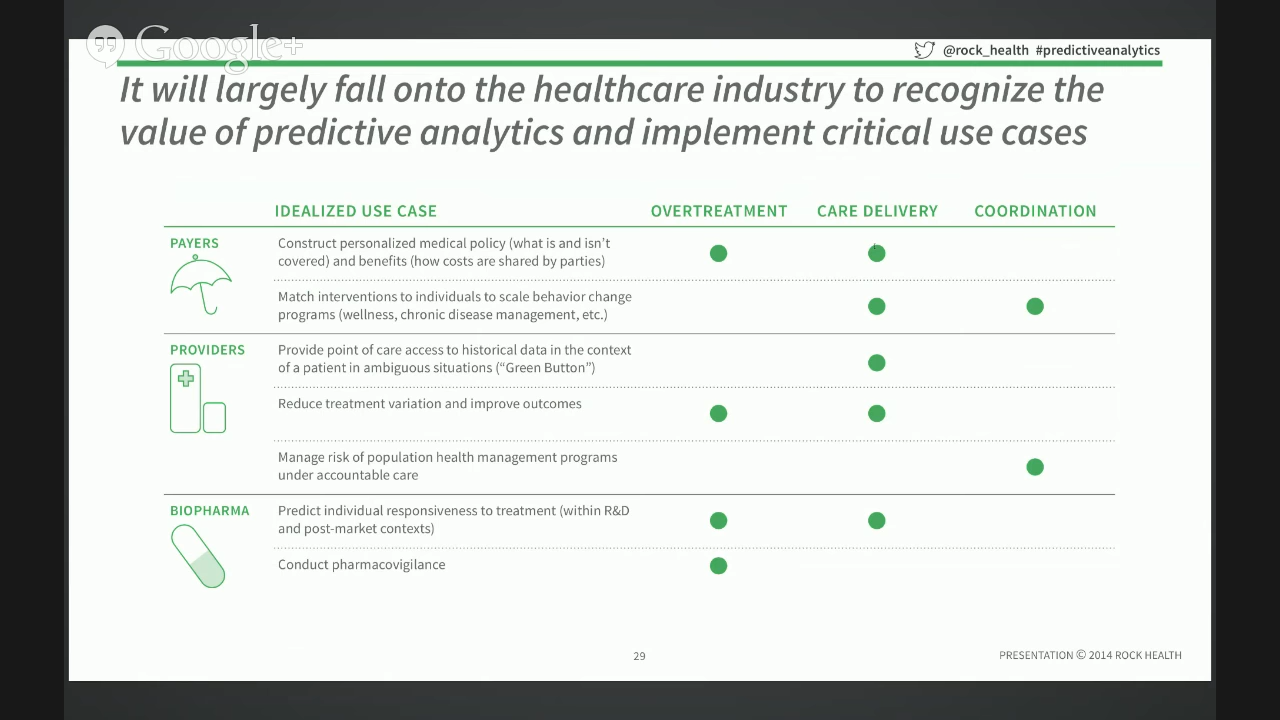 Google+
@rock_health #predictiveanalytics
It will largely fall onto the healthcare industry to recognize the
value of predictive analytics and implement critical use cases
IDEALIZED USE CASE OVERTREATMENT CARE DELIVERY COORDINATION
PAYERS
Construct personalized medical policy (what is and isn’t
covered) and benefits (how costs are shared by parties)
Match interventions to individuals to scale behavior change
programs (wellness, chronic disease management, etc.)
PROVIDERS
Provide point of care access to historical data in the context
of a patient in ambiguous situations (“Green Button”)
Reduce treatment variation and improve outcomes
Manage risk of population health management programs
under accountable care
BIOPHARMA
Predict individual responsiveness to treatment (within R&D
and post-market contexts)
Conduct pharmacovigilance
29
PRESENTATION © 2014 ROCK HEALTH